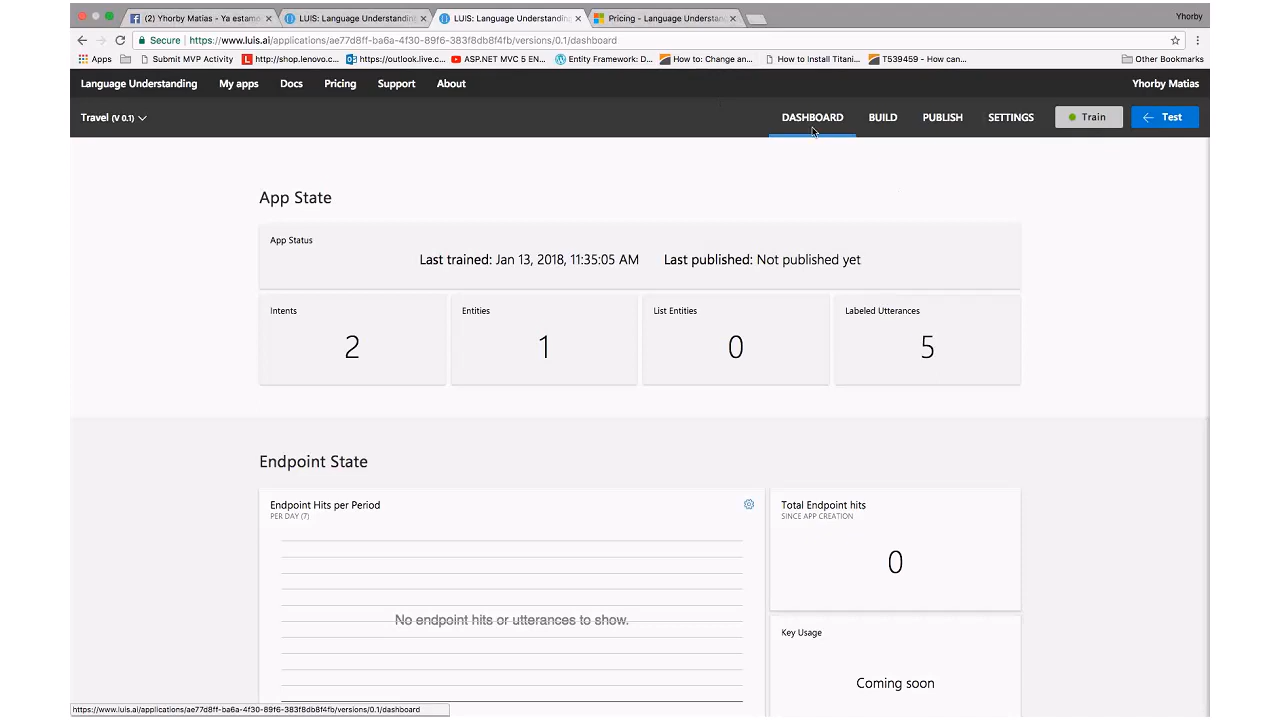 (2) Yhorby Matias - Ya estamo
LUIS: Language Understanding
LUIS: Language Understanding
Pricing - Language Understand
Yhorby
Secure
https://www.luis.ai/applications/ae77d8ff-ba6a-4f30-89f6-383f8db8f4fb/versions/0.1/dashboard
Apps
Submit MVP Activity
http://shop.lenovo.c...
https://outlook.live.c...
ASP.NET MVC 5 EN...
Entity Framework: D...
How to: Change an...
How to Install Titani...
T539459 - How can...
Other Bookmarks
Language Understanding
My apps
Docs
Pricing
Support
About
Yhorby Matias
Travel (V 0.1)
DASHBOARD
BUILD
PUBLISH
SETTINGS
Train
Test
App State
App Status
Last trained: Jan 13, 2018, 11:35:05 AM
Last published: Not published yet
Intents
Entities
List Entities
Labeled Utterances
2
1
0
5
Endpoint State
Endpoint Hits per Period
PER DAY (7)
Total Endpoint hits
SINCE APP CREATION
0
No endpoint hits or utterances to show.
Key Usage
Coming soon
https://www.luis.ai/applications/ae77d8ff-ba6a-4f30-89f6-383f8db8f4fb/versions/0.1/dashboard